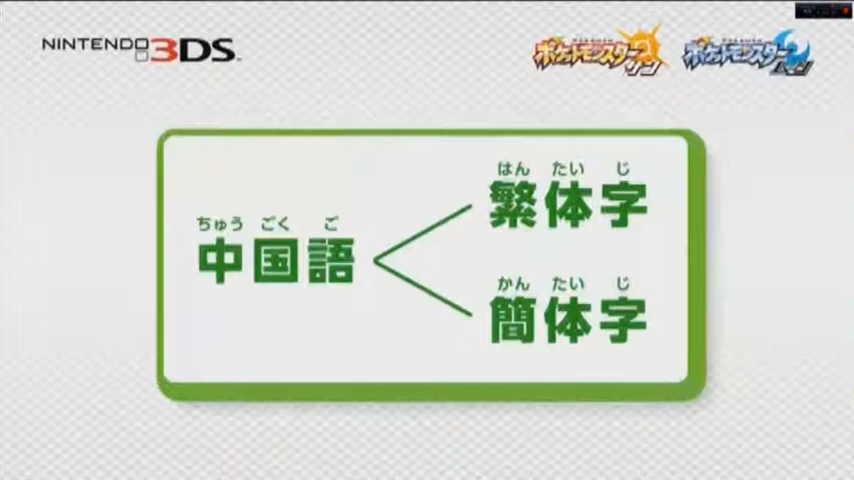 NINTENDO 3DS
ポケットモンスター サン
ポケットモンスター ムーン
ちゅう ごく ご
中国語
はん たい じ
繁体字
かん たい じ
簡体字